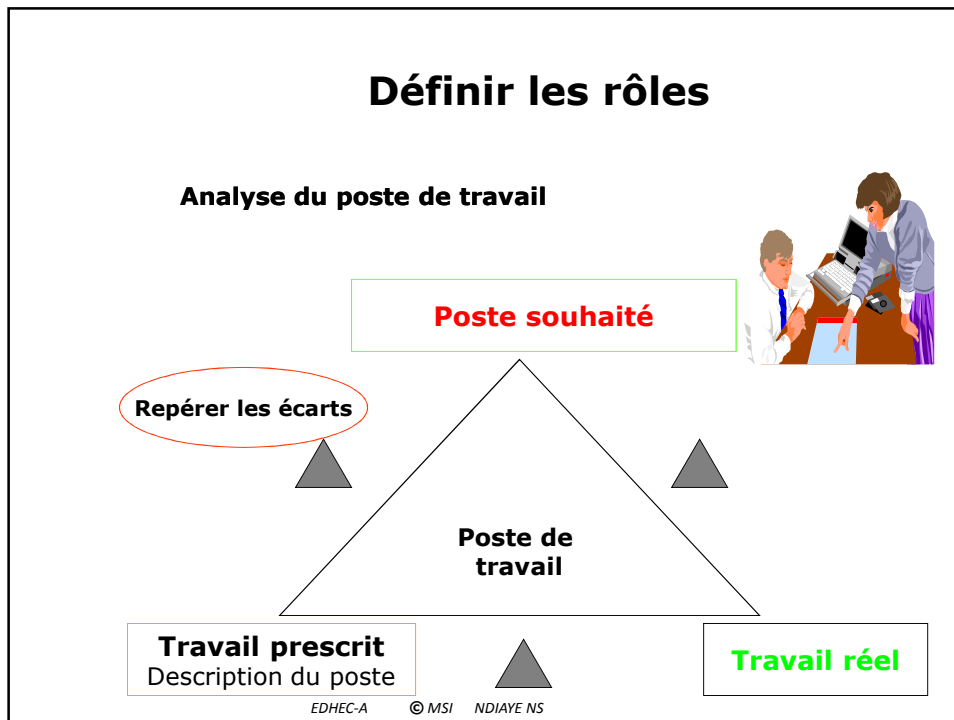 Définir les rôles
Analyse du poste de travail
Poste souhaité
Repérer les écarts
Poste de
travail
Travail prescrit
Description du poste
Travail réel
EDHEC-A © MSI NDIAYE NS